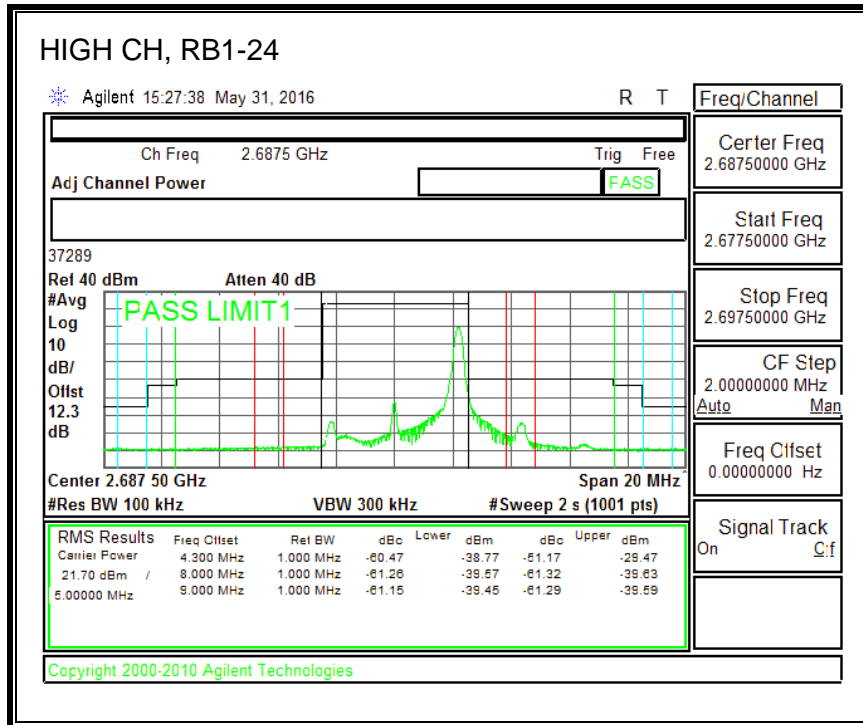 HIGH CH, RB1-24
Agilent 15:27:38 May 31, 2016 R T
Freq/Channel
Ch Freq 2.6875 GHz Trig Free
Adj Channel Power PASS
Center Freq
2.68750000 GHz
Start Freq
2.67750000 GHz
Stop Freq
2.69750000 GHz
CF Step
2.00000000 MHz
Auto Man
Freq Offset
0.00000000 Hz
Signal Track
On Off
37289
Ref 40 dBm Atten 40 dB
#Avg
Log
10
dB/
Offst
12.3
dB
PASS LIMIT1
Center 2.687 50 GHz Span 20 MHz
#Res BW 100 kHz VBW 300 kHz #Sweep 2 s (1001 pts)
RMS Results Freq Offset Ref BW dBc Lower dBm dBc Upper dBm
Carrier Power 4.300 MHz 1.000 MHz -60.47 -38.77 -51.17 -29.47
21.70 dBm / 8.000 MHz 1.000 MHz -61.26 -39.57 -61.32 -39.63
5.00000 MHz 9.000 MHz 1.000 MHz -61.15 -39.45 -61.29 -39.59
Copyright 2000-2010 Agilent Technologies